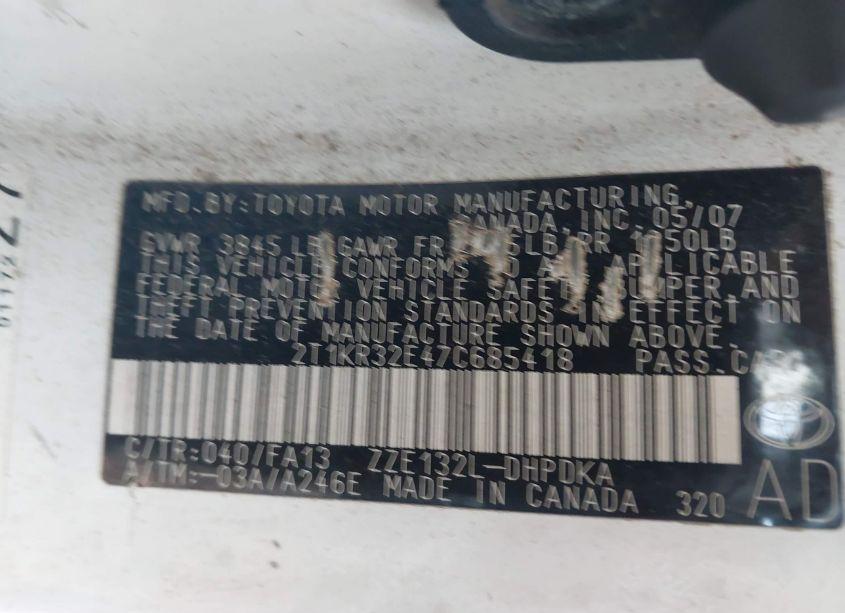 MFD. BY: TOYOTA MOTOR MANUFACTURING,
CANADA, INC. 05/07
GVWR 3845 LB GAWR FR LB RR
THIS VEHICLE CONFORMS TO ALL APPLICABLE
FEDERAL MOTOR VEHICLE SAFETY, BUMPER AND
THEFT PREVENTION STANDARDS IN EFFECT ON
THE DATE OF MANUFACTURE SHOWN ABOVE.
2T1KR32E47C685418 PASS.CAR
C/TR:040/FA13 ZZE132L-DHPDKA
A/TM:-03A/A246E MADE IN CANADA 320
AD